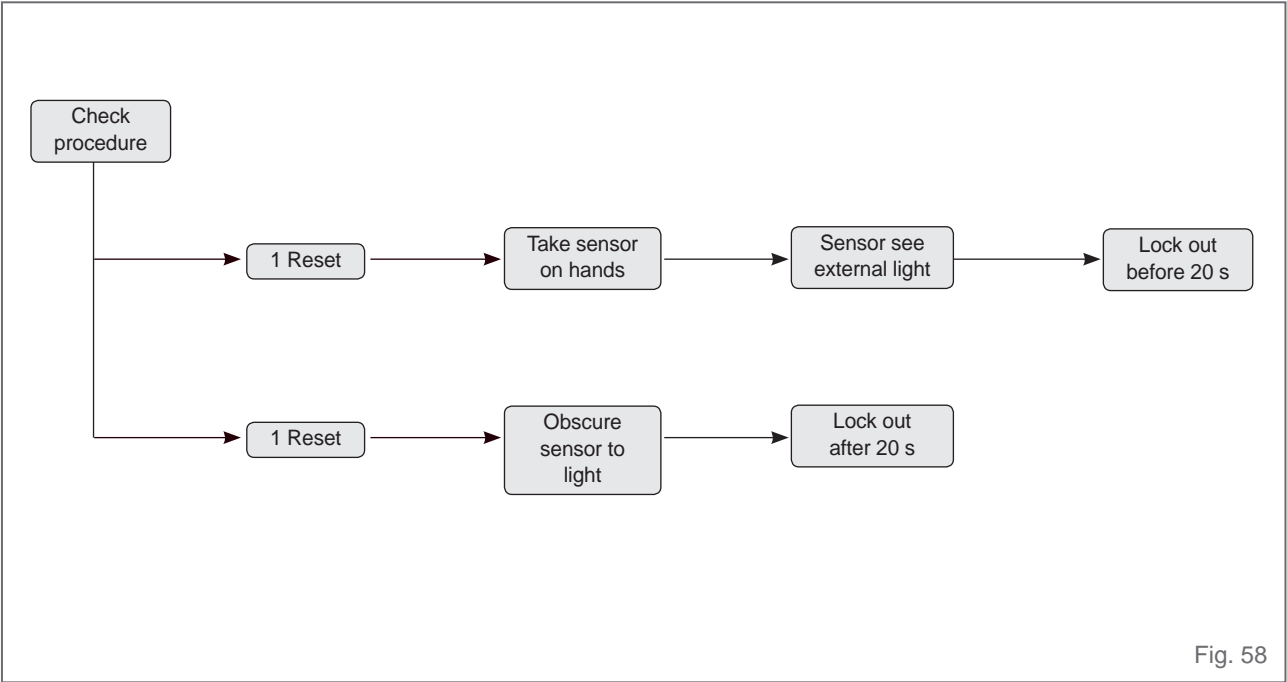 Check
procedure
1 Reset
Take sensor
on hands
Sensor see
external light
Lock out
before 20 s
1 Reset
Obscure
sensor to
light
Lock out
after 20 s
Fig. 58